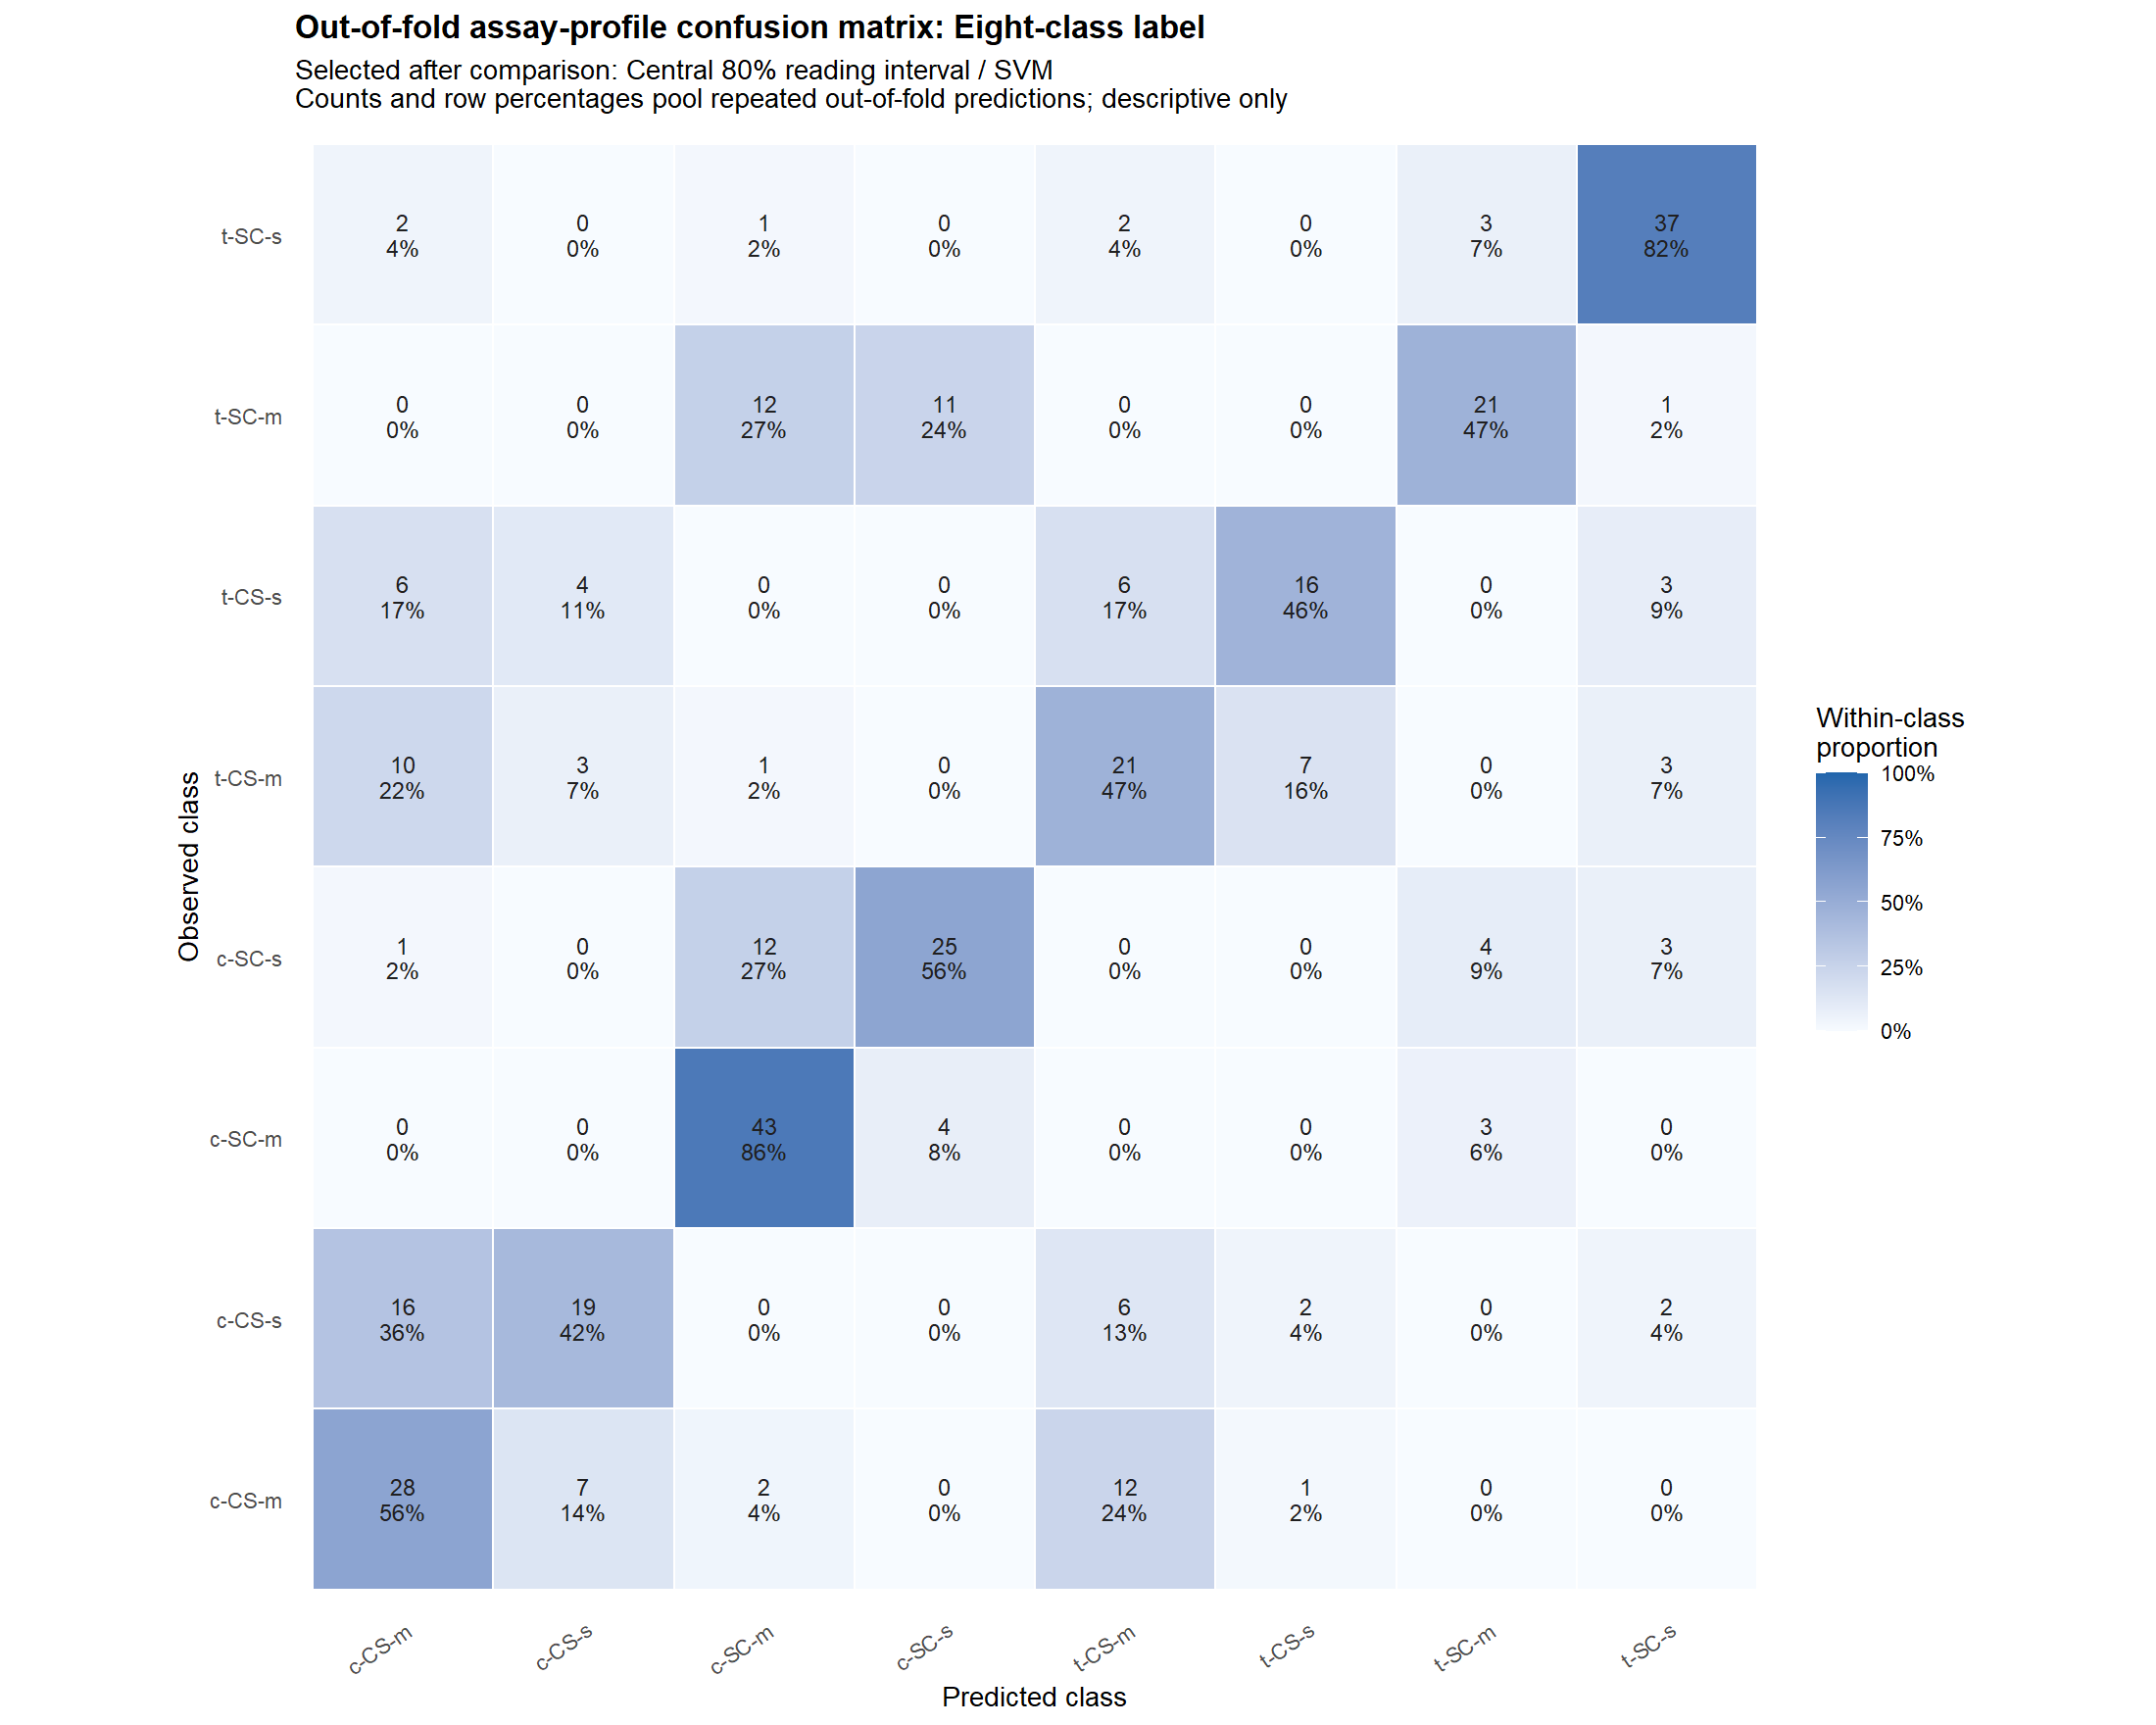 Out-of-fold assay-profile confusion matrix: Eight-class label
Selected after comparison: Central 80% reading interval / SVM
Counts and row percentages pool repeated out-of-fold predictions; descriptive only
t-SC-s
2 0 1 0 2 0 3 37
4% 0% 2% 0% 4% 0% 7% 82%
t-SC-m
0 0 12 11 0 0 21 1
0% 0% 27% 24% 0% 0% 47% 2%
t-CS-s
6 4 0 0 6 16 0 3
17% 11% 0% 0% 17% 46% 0% 9%
t-CS-m
10 3 1 0 21 7 0 3
22% 7% 2% 0% 47% 16% 0% 7%
c-SC-s
1 0 12 25 0 0 4 3
2% 0% 27% 56% 0% 0% 9% 7%
c-SC-m
0 0 43 4 0 0 3 0
0% 0% 86% 8% 0% 0% 6% 0%
c-CS-s
16 19 0 0 6 2 0 2
36% 42% 0% 0% 13% 4% 0% 4%
c-CS-m
28 7 2 0 12 1 0 0
56% 14% 4% 0% 24% 2% 0% 0%
Observed class
c-CS-m c-CS-s c-SC-m c-SC-s t-CS-m t-CS-s t-SC-m t-SC-s
Predicted class
Within-class
proportion
100%
75%
50%
25%
0%